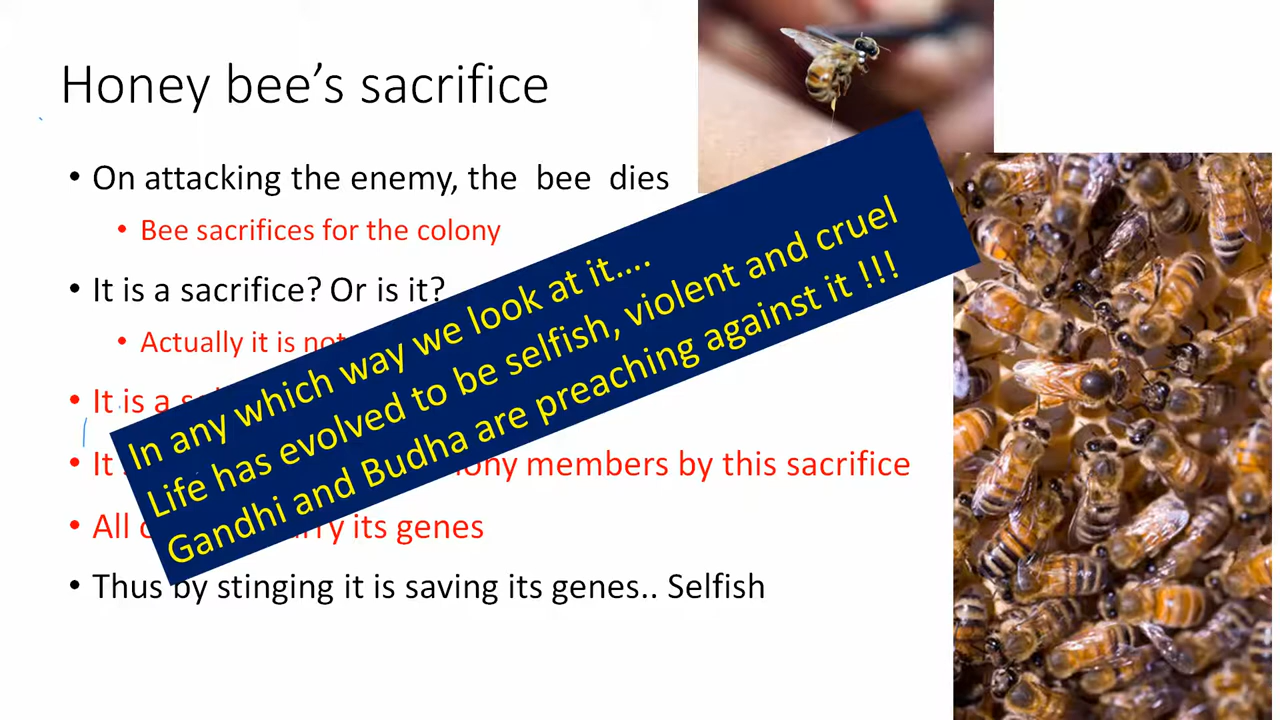 Honey bee's sacrifice
• On attacking the enemy, the bee dies
• Bee sacrifices for the colony
• It is a sacrifice? Or is it?
• Actually it is not
• It is a
• It members by this sacrifice
• All its genes
• Thus by stinging it is saving its genes.. Selfish
In any which way we look at it....
Life has evolved to be selfish, violent and cruel
Gandhi and Budha are preaching against it !!!